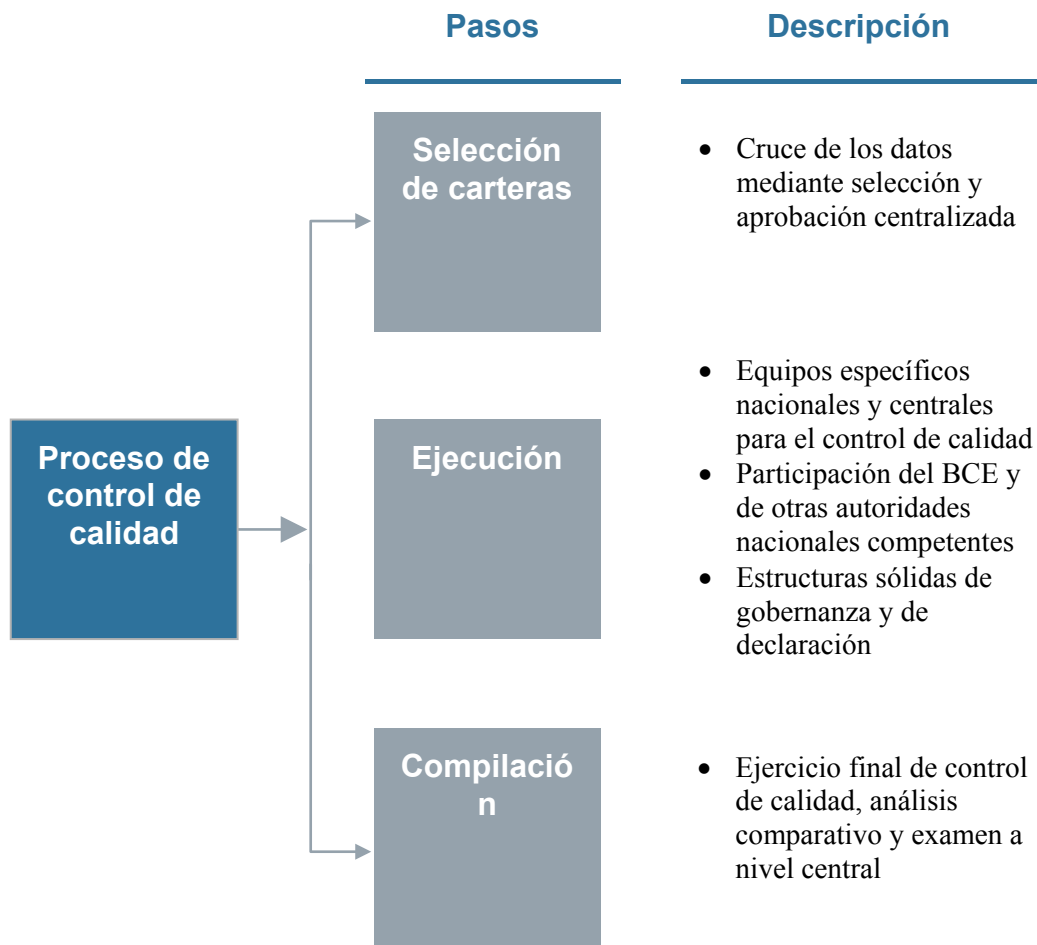 Pasos
Descripción
Selección
de carteras
• Cruce de los datos
mediante selección y
aprobación centralizada
Proceso de
control de
calidad
Ejecución
• Equipos específicos
nacionales y centrales
para el control de calidad
• Participación del BCE y
de otras autoridades
nacionales competentes
• Estructuras sólidas de
gobernanza y de
declaración
Compilació
n
• Ejercicio final de control
de calidad, análisis
comparativo y examen a
nivel central